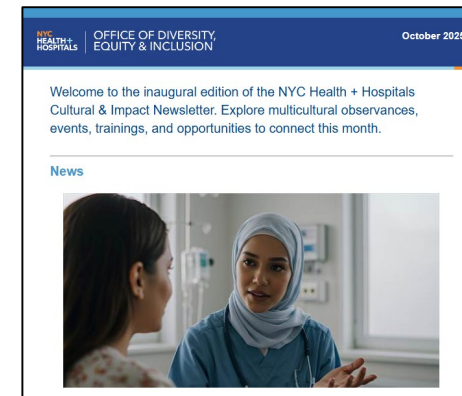 NYC
HEALTH+
HOSPITALS
OFFICE OF DIVERSITY,
EQUITY & INCLUSION
October 2025
Welcome to the inaugural edition of the NYC Health + Hospitals
Cultural & Impact Newsletter. Explore multicultural observances,
events, trainings, and opportunities to connect this month.
News